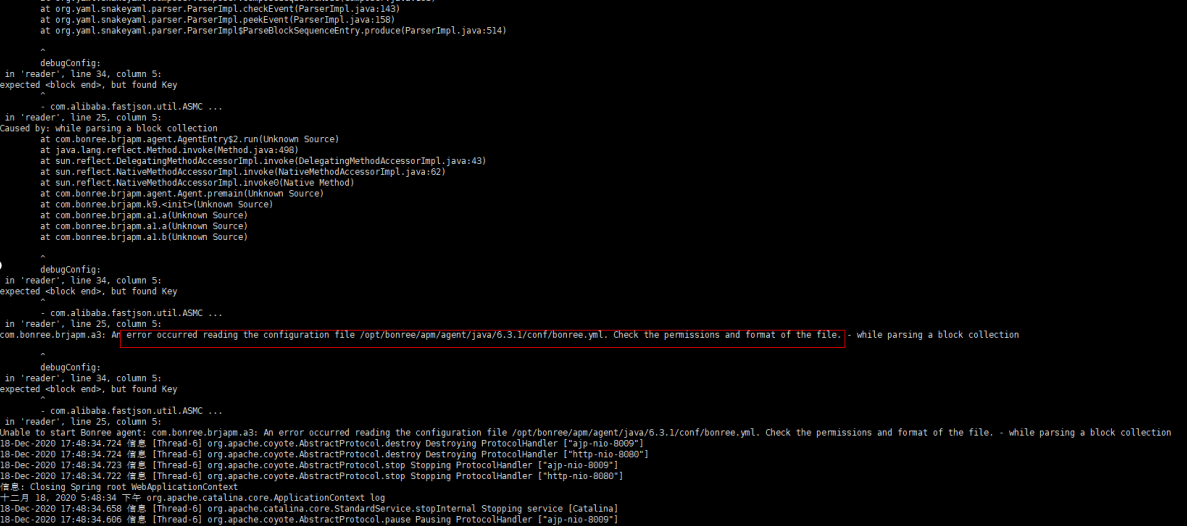 at org.yaml.snakeyaml.parser.ParserImpl.checkEvent(ParserImpl.java:143)
at org.yaml.snakeyaml.parser.ParserImpl.peekEvent(ParserImpl.java:158)
at org.yaml.snakeyaml.parser.ParserImpl$ParseBlockSequenceEntry.produce(ParserImpl.java:514)
^
debugConfig:
in 'reader', line 34, column 5:
expected <block end>, but found Key
^
- com.alibaba.fastjson.util.ASMC ...
in 'reader', line 25, column 5:
Caused by: while parsing a block collection
at com.bonree.brjapm.agent.AgentEntry$2.run(Unknown Source)
at java.lang.reflect.Method.invoke(Method.java:498)
at sun.reflect.DelegatingMethodAccessorImpl.invoke(DelegatingMethodAccessorImpl.java:43)
at sun.reflect.NativeMethodAccessorImpl.invoke(NativeMethodAccessorImpl.java:62)
at sun.reflect.NativeMethodAccessorImpl.invoke0(Native Method)
at com.bonree.brjapm.agent.Agent.premain(Unknown Source)
at com.bonree.brjapm.k9.<init>(Unknown Source)
at com.bonree.brjapm.a1.a(Unknown Source)
at com.bonree.brjapm.a1.a(Unknown Source)
at com.bonree.brjapm.a1.b(Unknown Source)
^
debugConfig:
in 'reader', line 34, column 5:
expected <block end>, but found Key
^
- com.alibaba.fastjson.util.ASMC ...
in 'reader', line 25, column 5:
com.bonree.brjapm.a3: An error occurred reading the configuration file /opt/bonree/apm/agent/java/6.3.1/conf/bonree.yml. Check the permissions and format of the file. - while parsing a block collection
^
debugConfig:
in 'reader', line 34, column 5:
expected <block end>, but found Key
^
- com.alibaba.fastjson.util.ASMC ...
in 'reader', line 25, column 5:
Unable to start Bonree agent: com.bonree.brjapm.a3: An error occurred reading the configuration file /opt/bonree/apm/agent/java/6.3.1/conf/bonree.yml. Check the permissions and format of the file. - while parsing a block collection
18-Dec-2020 17:48:34.724 信息 [Thread-6] org.apache.coyote.AbstractProtocol.destroy Destroying ProtocolHandler ["ajp-nio-8009"]
18-Dec-2020 17:48:34.724 信息 [Thread-6] org.apache.coyote.AbstractProtocol.destroy Destroying ProtocolHandler ["http-nio-8080"]
18-Dec-2020 17:48:34.723 信息 [Thread-6] org.apache.coyote.AbstractProtocol.stop Stopping ProtocolHandler ["ajp-nio-8009"]
18-Dec-2020 17:48:34.722 信息 [Thread-6] org.apache.coyote.AbstractProtocol.stop Stopping ProtocolHandler ["http-nio-8080"]
信息: Closing Spring root WebApplicationContext
十二月 18, 2020 5:48:34 下午 org.apache.catalina.core.ApplicationContext log
18-Dec-2020 17:48:34.658 信息 [Thread-6] org.apache.catalina.core.StandardService.stopInternal Stopping service [Catalina]
18-Dec-2020 17:48:34.606 信息 [Thread-6] org.apache.coyote.AbstractProtocol.pause Pausing ProtocolHandler ["ajp-nio-8009"]